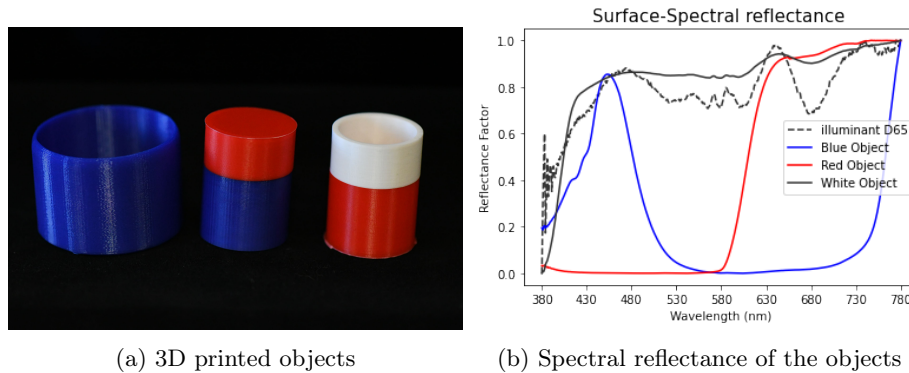 Surface-Spectral reflectance
1.0
0.8
0.6
0.4
0.2
0.0
Reflectance Factor
illuminant D65
Blue Object
Red Object
White Object
380 430 480 530 580 630 680 730 780
Wavelength (nm)
(a) 3D printed objects
(b) Spectral reflectance of the objects